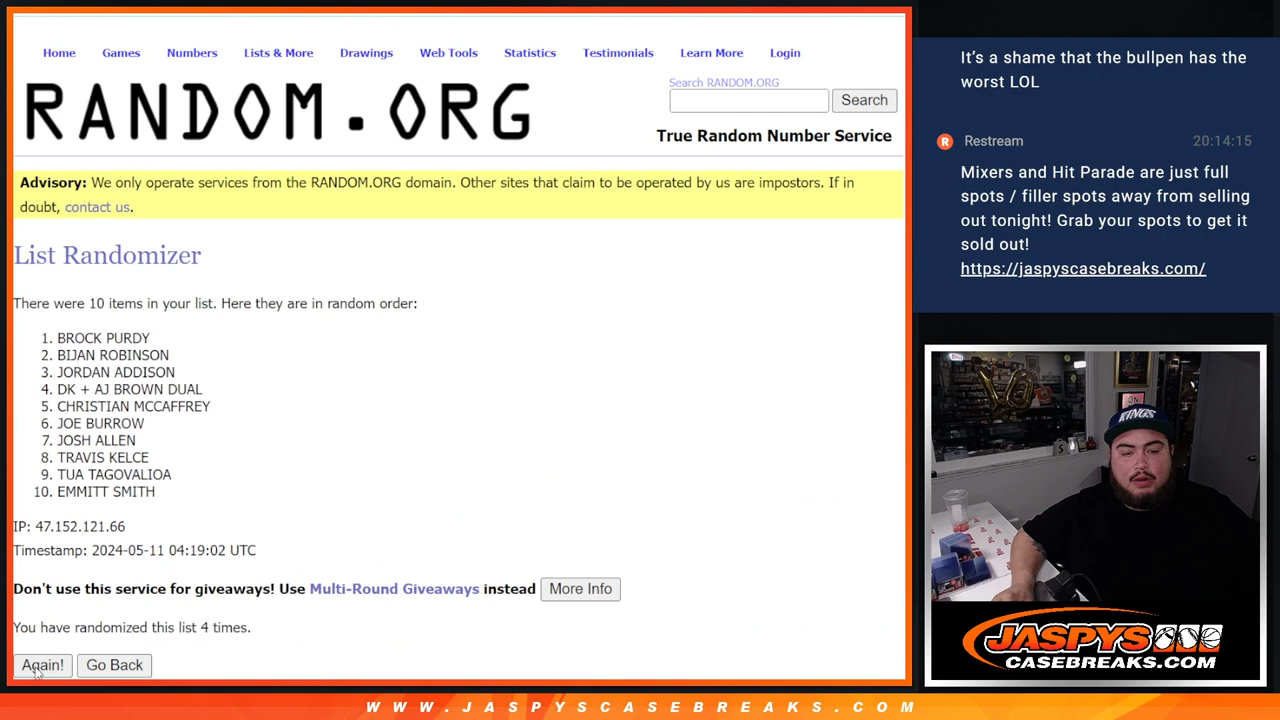 Home Games Numbers Lists & More Drawings Web Tools Statistics Testimonials Learn More Login
RANDOM.ORG
Search RANDOM.ORG
Search
True Random Number Service
Advisory: We only operate services from the RANDOM.ORG domain. Other sites that claim to be operated by us are impostors. If in
doubt, contact us.
List Randomizer
There were 10 items in your list. Here they are in random order:
1. BROCK PURDY
2. BIJAN ROBINSON
3. JORDAN ADDISON
4. DK + AJ BROWN DUAL
5. CHRISTIAN MCCAFFREY
6. JOE BURROW
7. JOSH ALLEN
8. TRAVIS KELCE
9. TUA TAGOVALIOA
10. EMMITT SMITH
IP: 47.152.121.66
Timestamp: 2024-05-11 04:19:02 UTC
Don't use this service for giveaways! Use Multi-Round Giveaways instead More Info
You have randomized this list 4 times.
Again! Go Back
It's a shame that the bullpen has the
worst LOL
R Restream 20:14:15
Mixers and Hit Parade are just full
spots / filler spots away from selling
out tonight! Grab your spots to get it
sold out!
https://jaspyscasebreaks.com/
ON
KINGS
JASPYS
CASEBREAKS.COM
WWW.JASPYSCASEBREAKS.COM